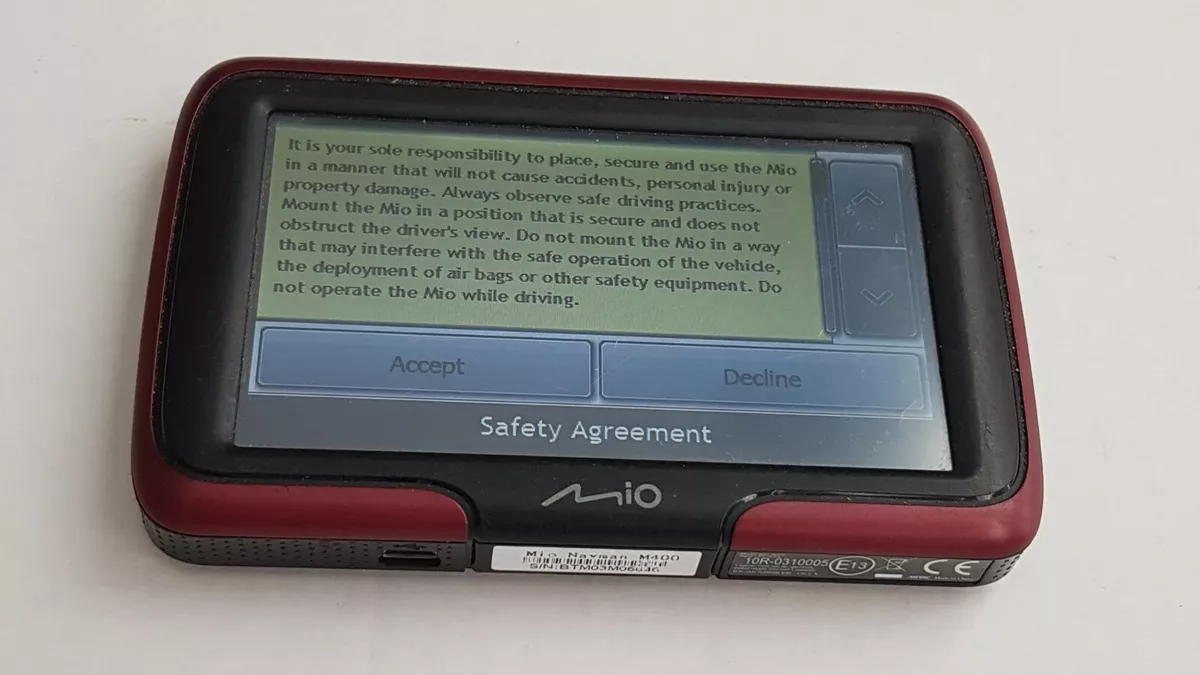 It is your sole responsibility to place, secure and use the Mio
in a manner that will not cause accidents, personal injury or
property damage. Always observe safe driving practices.
Mount the Mio in a position that is secure and does not
obstruct the driver's view. Do not mount the Mio in a way
that may interfere with the safe operation of the vehicle,
the deployment of air bags or other safety equipment. Do
not operate the Mio while driving.
Accept
Decline
Safety Agreement
Mio
Mio Navman M400
S/N:BTM03M06646
10R-0310005 E13 CE